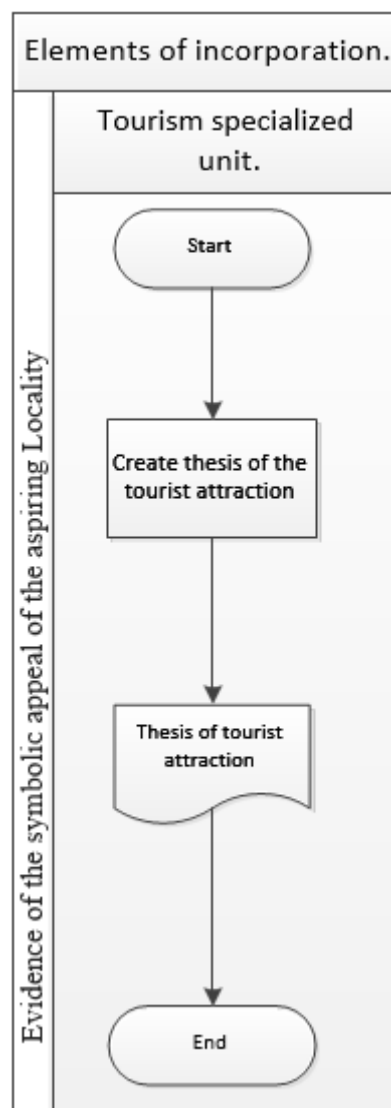 Elements of incorporation.
Tourism specialized
unit.
Evidence of the symbolic appeal of the aspiring Locality
Start
Create thesis of the
tourist attraction
Thesis of tourist
attraction
End